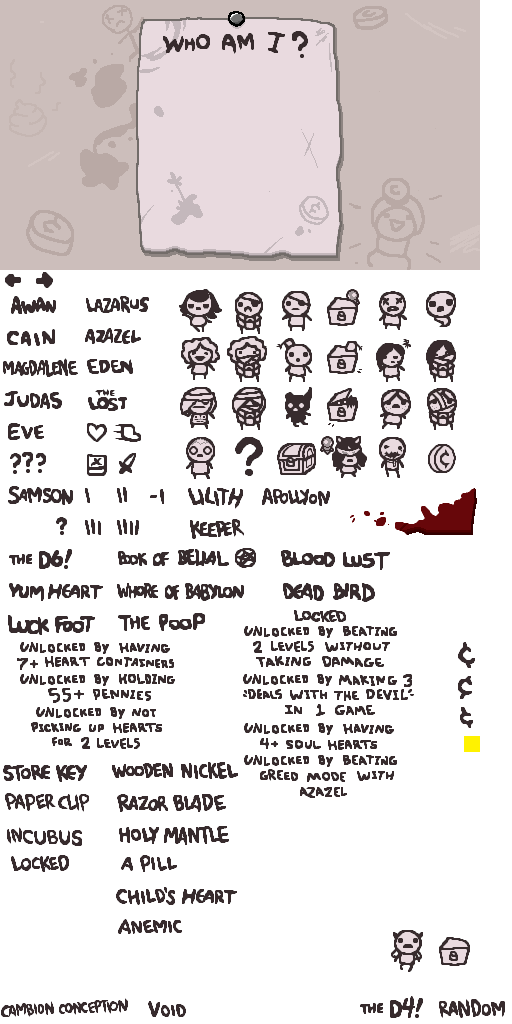 WHO AM I?
AWAN LAZARUS
CAIN AZAZEL
MAGDALENE EDEN
JUDAS THE LOST
EVE
???
?
SAMSON I II -I LILITH APOLLYON
? III IIII KEEPER
THE D6! BOOK OF BELIAL BLOOD LUST
YUM HEART WHORE OF BABYLON DEAD BIRD
LUCK FOOT THE POOP
LOCKED
UNLOCKED BY HAVING
7+ HEART CONTAINERS
UNLOCKED BY HOLDING
55+ PENNIES
UNLOCKED BY NOT
PICKING UP HEARTS
FOR 2 LEVELS
UNLOCKED BY BEATING
2 LEVELS WITHOUT
TAKING DAMAGE
UNLOCKED BY MAKING 3
"DEALS WITH THE DEVIL"
IN 1 GAME
UNLOCKED BY HAVING
4+ SOUL HEARTS
UNLOCKED BY BEATING
GREED MODE WITH
AZAZEL
¢
¢
¢
STORE KEY WOODEN NICKEL
PAPER CLIP RAZOR BLADE
INCUBUS HOLY MANTLE
LOCKED A PILL
CHILD'S HEART
ANEMIC
CAMBION CONCEPTION VOID THE D4! RANDOM